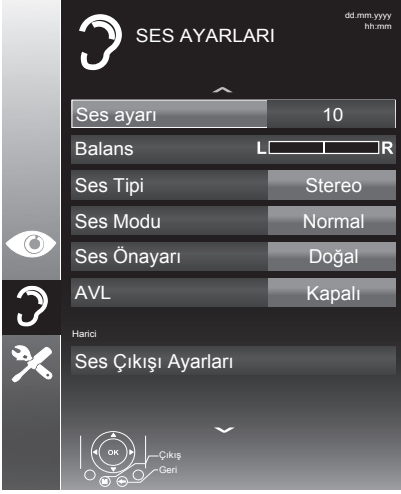 dd.mm.yyyy
hh:mm
SES AYARLARI
Ses ayarı 10
Balans L R
Ses Tipi Stereo
Ses Modu Normal
Ses Önayarı Doğal
AVL Kapalı
Harici
Ses Çıkışı Ayarları
OK
Çıkış
M
Geri